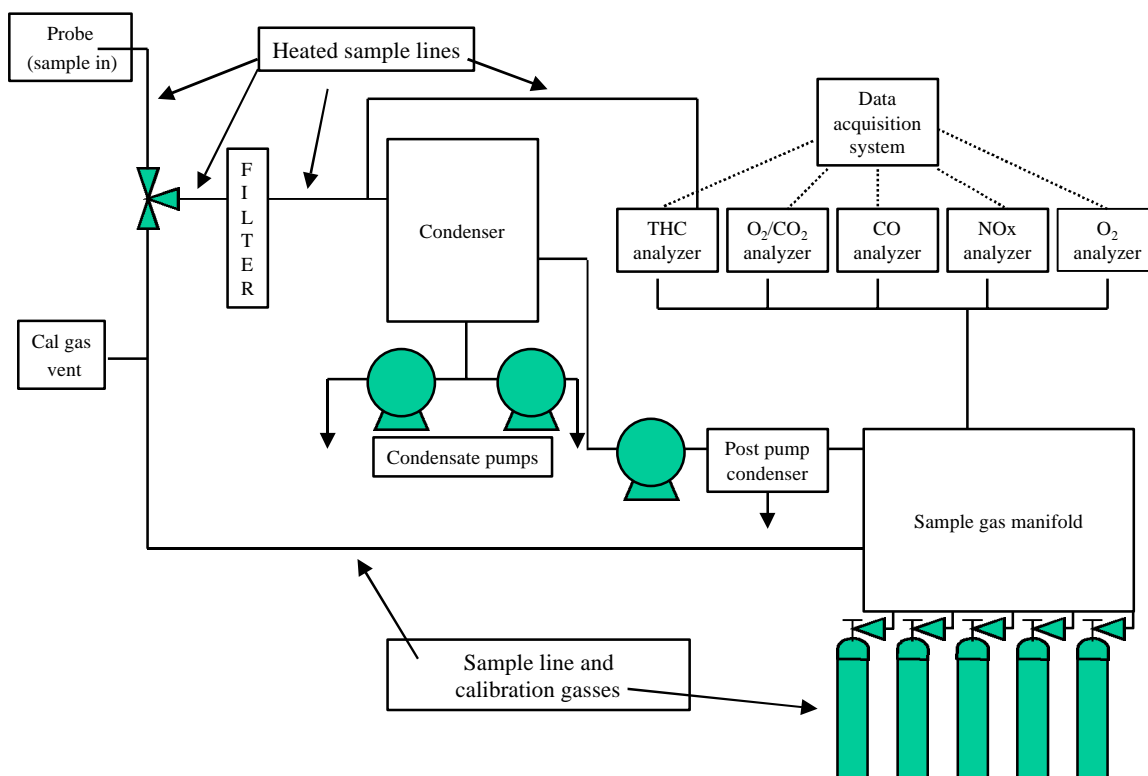 Probe
(sample in)
Heated sample lines
Data
acquisition
system
F
I
L
T
E
R
Condenser
THC
analyzer
O₂/CO₂
analyzer
CO
analyzer
NOx
analyzer
O₂
analyzer
Cal gas
vent
Condensate pumps
Post pump
condenser
Sample gas manifold
Sample line and
calibration gasses